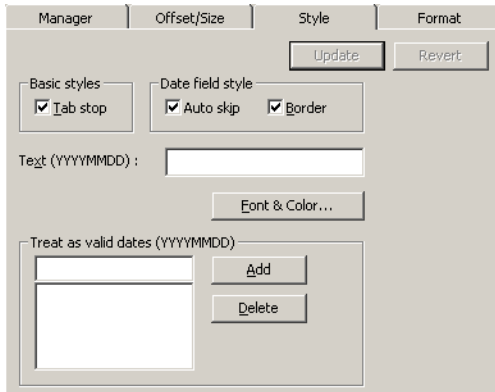 Manager Offset/Size Style Format
Update Revert
Basic styles Date field style
Tab stop Auto skip Border
Text (YYYYMMDD) :
Font & Color...
Treat as valid dates (YYYYMMDD)
Add
Delete